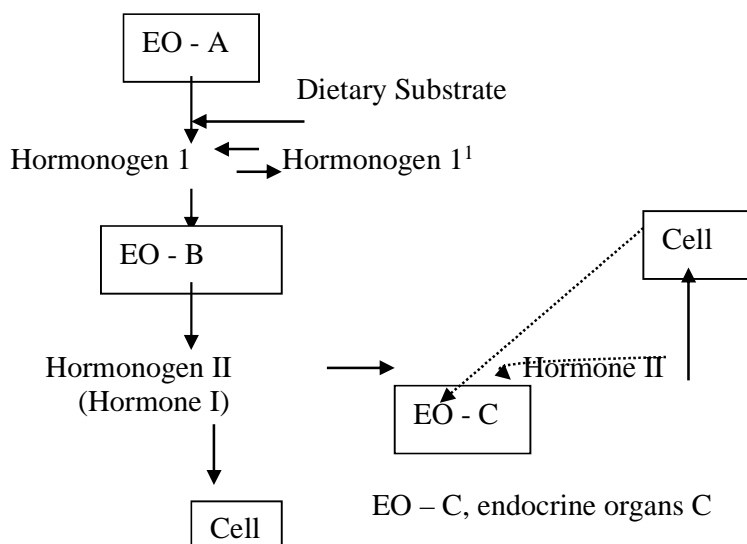 EO - A
Dietary Substrate
Hormonogen 1
Hormonogen 1¹
EO - B
Cell
Hormonogen II
(Hormone I)
Hormone II
EO - C
EO – C, endocrine organs C
Cell